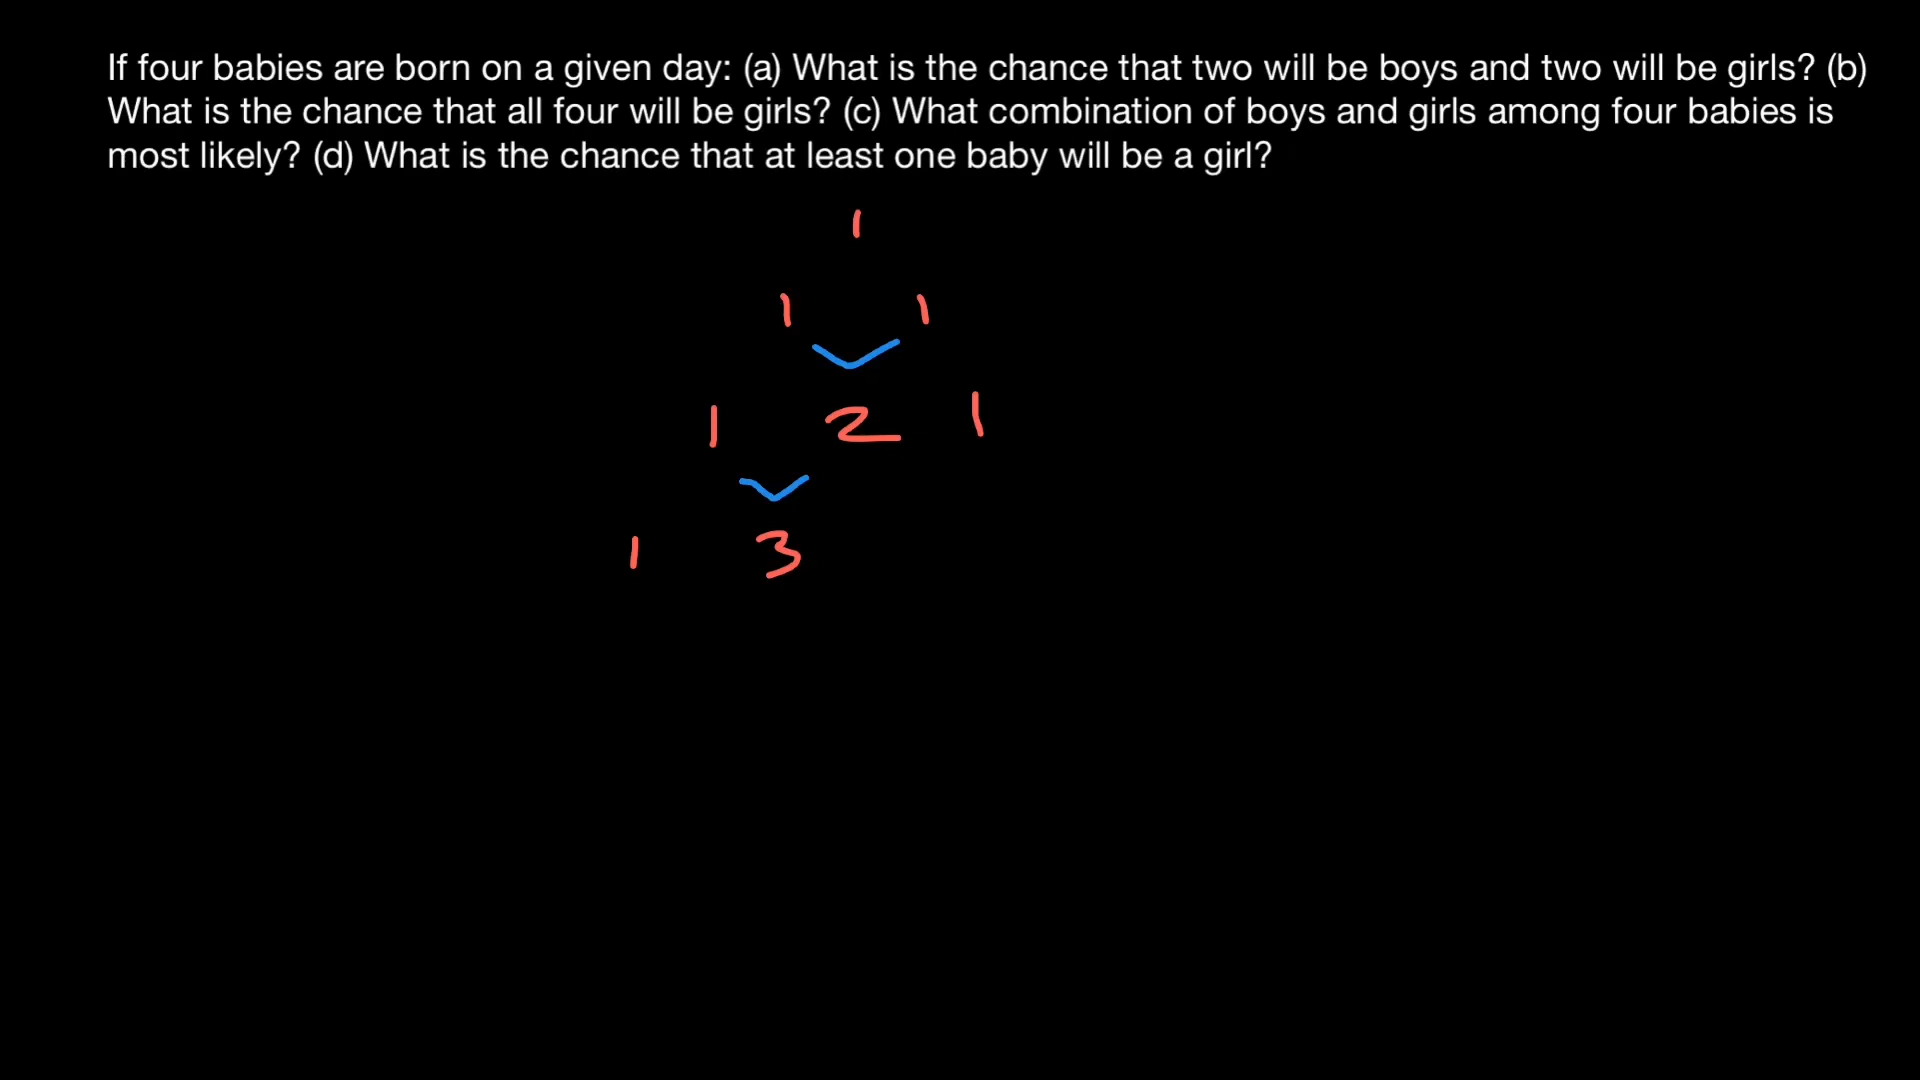 If four babies are born on a given day: (a) What is the chance that two will be boys and two will be girls? (b)
What is the chance that all four will be girls? (c) What combination of boys and girls among four babies is
most likely? (d) What is the chance that at least one baby will be a girl?
1
1 1
1 2 1
1 3